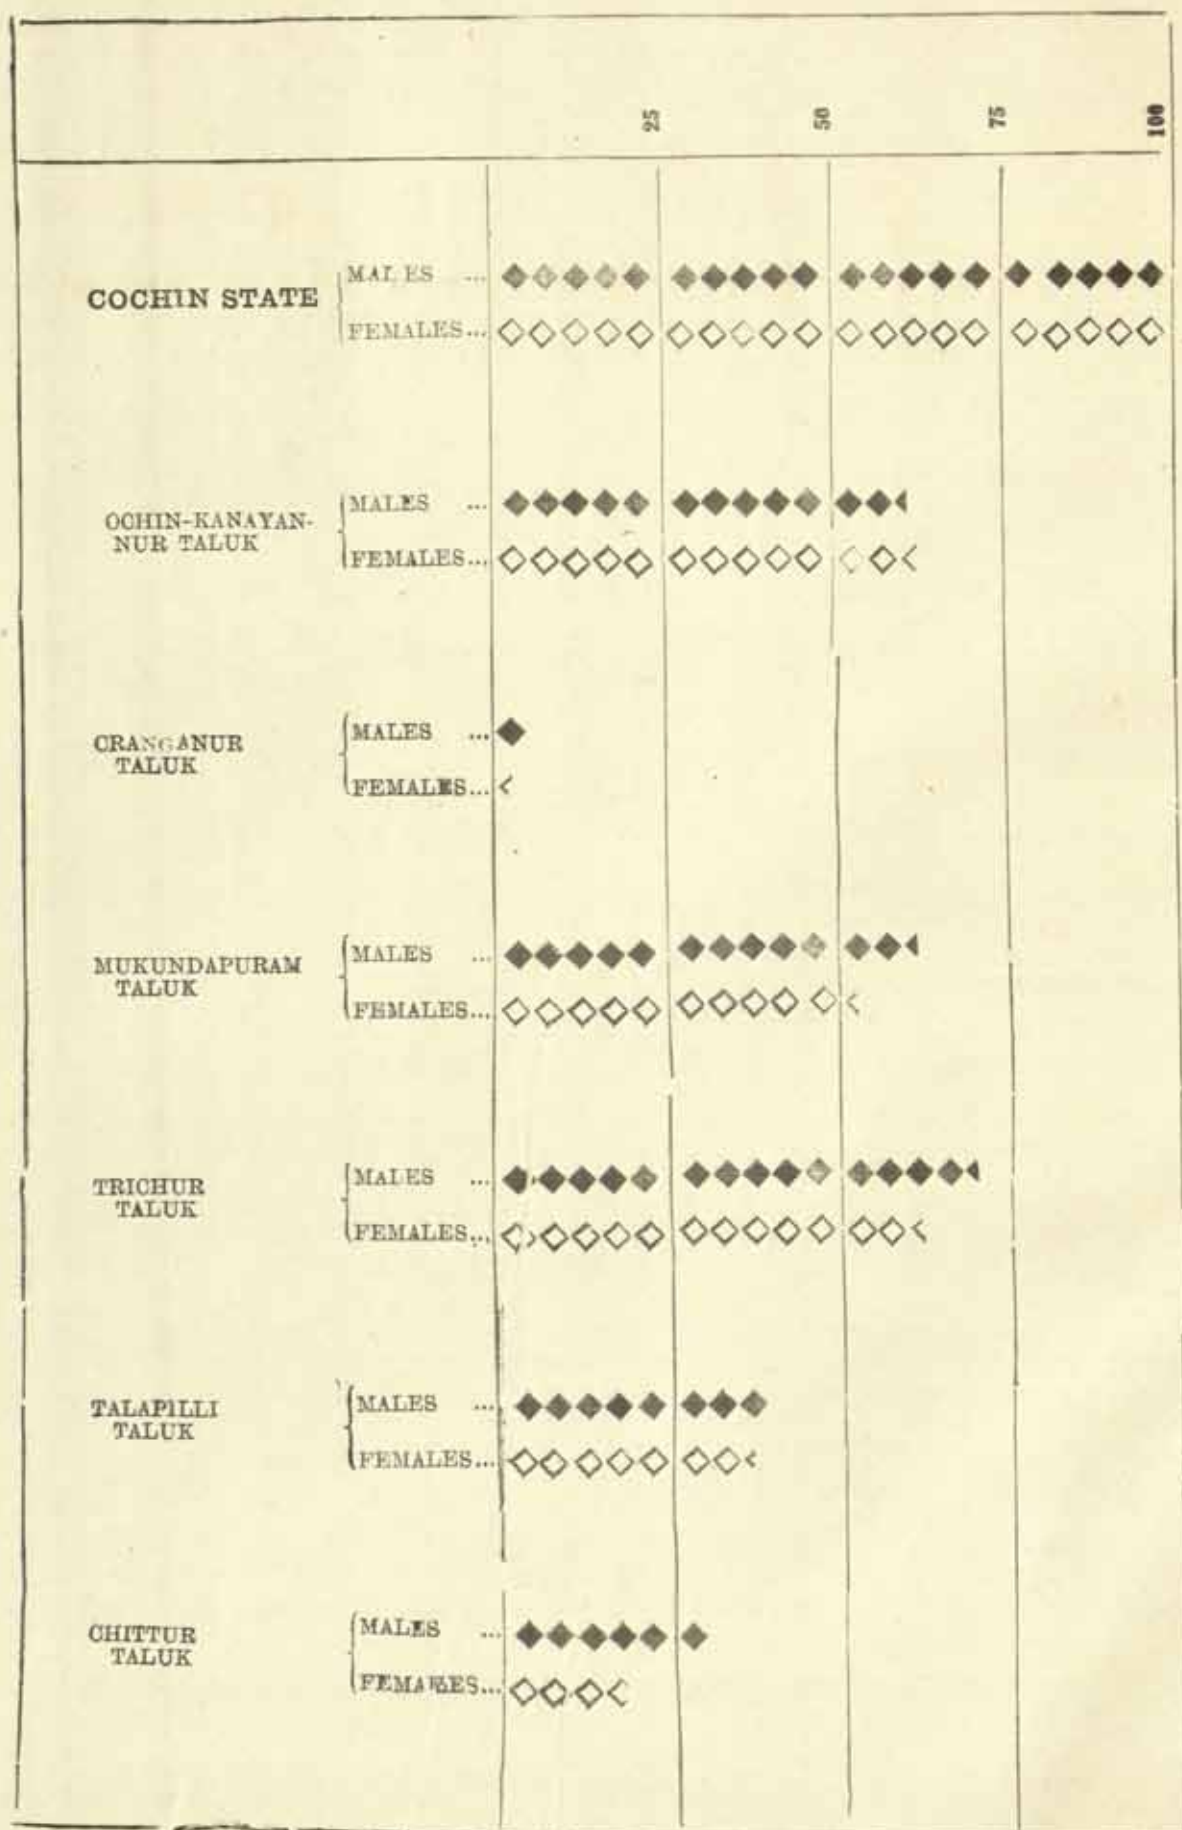 25
50
75
100
COCHIN STATE
MALES ...
FEMALES...
OCHIN-KANAYAN-
NUR TALUK
MALES ...
FEMALES...
CRANGANUR
TALUK
MALES ...
FEMALES...
MUKUNDAPURAM
TALUK
MALES ...
FEMALES...
TRICHUR
TALUK
MALES ...
FEMALES...
TALAPILLI
TALUK
MALES ...
FEMALES...
CHITTUR
TALUK
MALES ...
FEMALES...